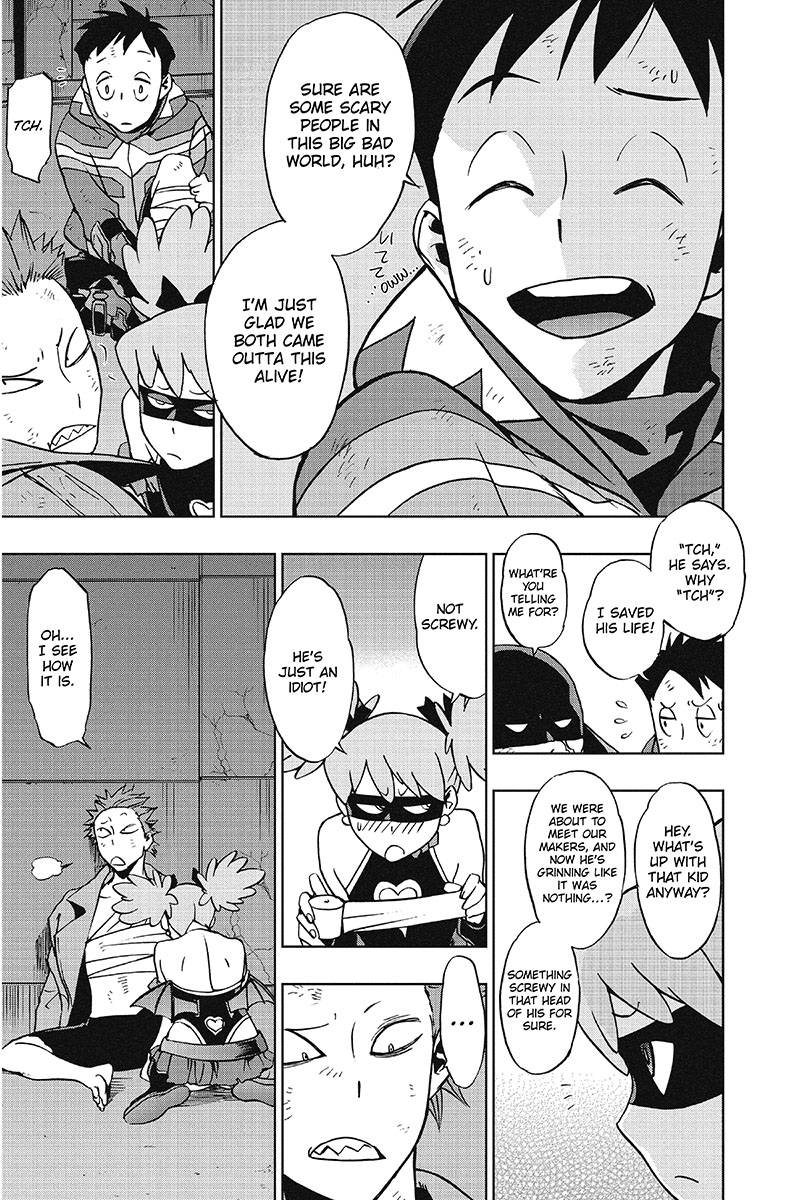 SURE ARE
SOME SCARY
PEOPLE IN
THIS BIG BAD
WORLD, HUH?
いててて…
OWW...
I'M JUST
GLAD WE
BOTH CAME
OUTTA THIS
ALIVE!
TCH.
"TCH,"
HE SAYS.
WHY
"TCH"?
I SAVED
HIS LIFE!
WHAT'RE
YOU
TELLING
ME FOR?
HEY.
WHAT'S
UP WITH
THAT KID
ANYWAY?
WE WERE
ABOUT TO
MEET OUR
MAKERS, AND
NOW HE'S
GRINNING LIKE
IT WAS
NOTHING...?
SOMETHING
SCREWY IN
THAT HEAD
OF HIS FOR
SURE.
NOT
SCREWY.
HE'S
JUST AN
IDIOT!
...
OH...
I SEE
HOW
IT IS.